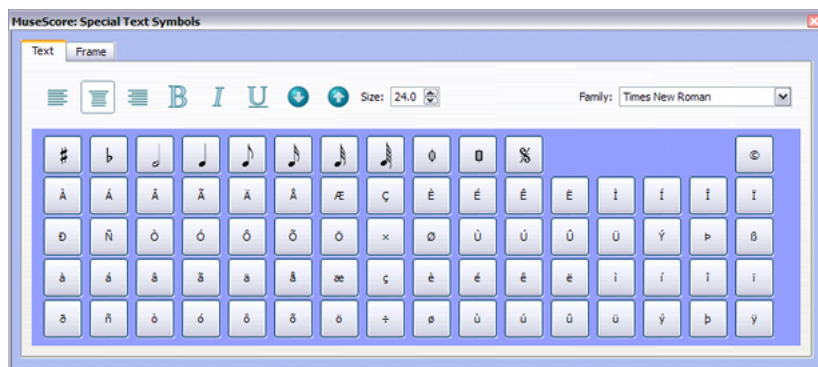 MuseScore: Special Text Symbols
Text Frame
B I U Size: 24.0 Family: Times New Roman
♯ ♭ 𝅗𝅥 𝅘𝅥 𝅘𝅥𝅮 𝅘𝅥𝅯 𝅘𝅥𝅰 𝅘𝅥𝅱 𝄌 𝄋 ©
À Á Â Ã Ä Å Æ Ç È É Ê Ë Ì Í Î Ï
Ð Ñ Ò Ó Ô Õ Ö × Ø Ù Ú Û Ü Ý Þ ß
à á â ã ä å æ ç è é ê ë ì í î ï
ð ñ ò ó ô õ ö ÷ ø ù ú û ü ý þ ÿ